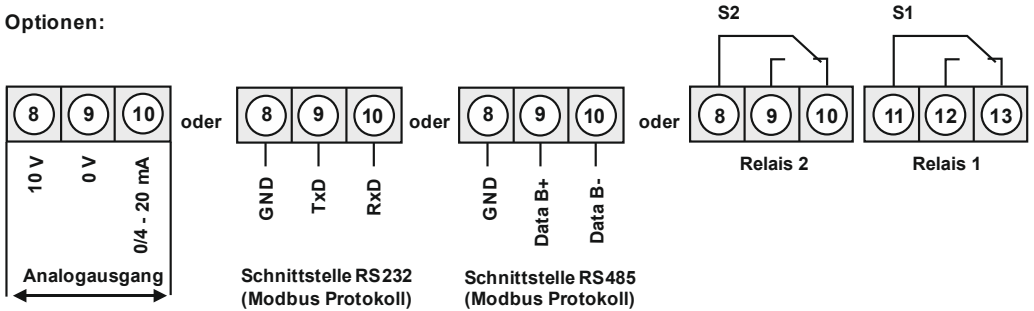 Optionen:
S2 S1
8 9 10 oder 8 9 10 oder 8 9 10 oder 8 9 10 11 12 13
10 V
0 V
0/4 - 20 mA
Analogausgang
GND
TxD
RxD
Schnittstelle RS232
(Modbus Protokoll)
GND
Data B+
Data B-
Schnittstelle RS485
(Modbus Protokoll)
Relais 2 Relais 1